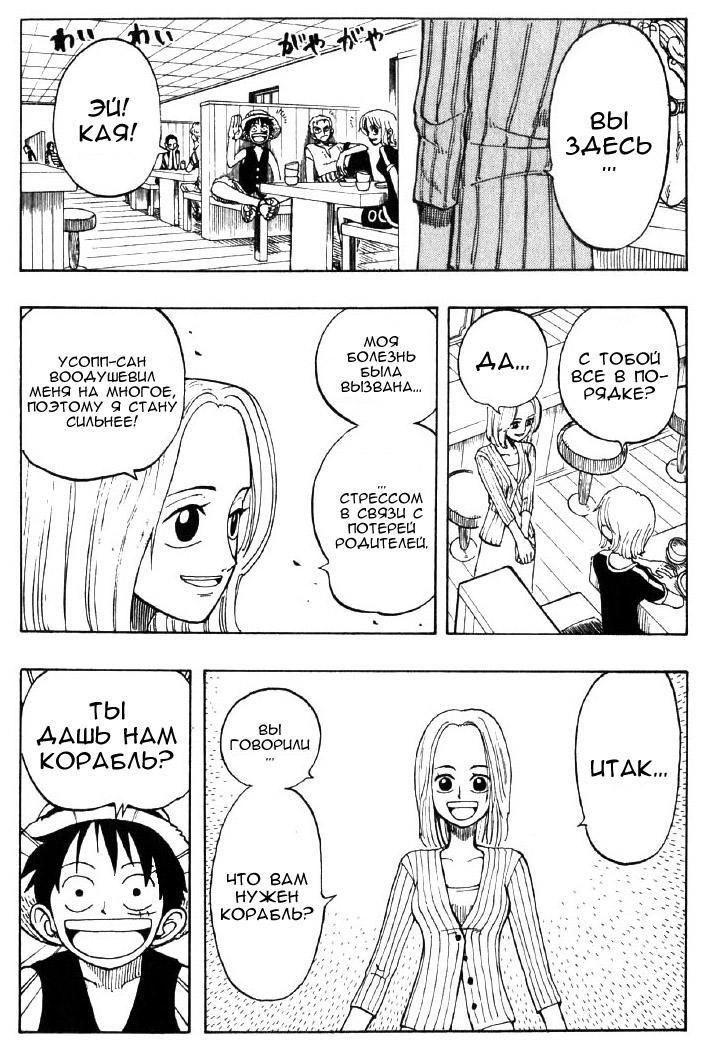 わい わい
がや がや
ВЫ
ЗДЕСЬ
...
ЭЙ!
КАЯ!
С ТОБОЙ
ВСЕ В ПО-
РЯДКЕ?
ДА...
МОЯ
БОЛЕЗНЬ
БЫЛА
ВЫЗВАНА...
...
СТРЕССОМ
В СВЯЗИ С
ПОТЕРЕЙ
РОДИТЕЛЕЙ.
УСОПП-САН
ВООДУШЕВИЛ
МЕНЯ НА МНОГОЕ,
ПОЭТОМУ Я СТАНУ
СИЛЬНЕЕ!
ИТАК...
ВЫ
ГОВОРИЛИ
...
ЧТО ВАМ
НУЖЕН
КОРАБЛЬ?
ТЫ
ДАШЬ НАМ
КОРАБЛЬ?